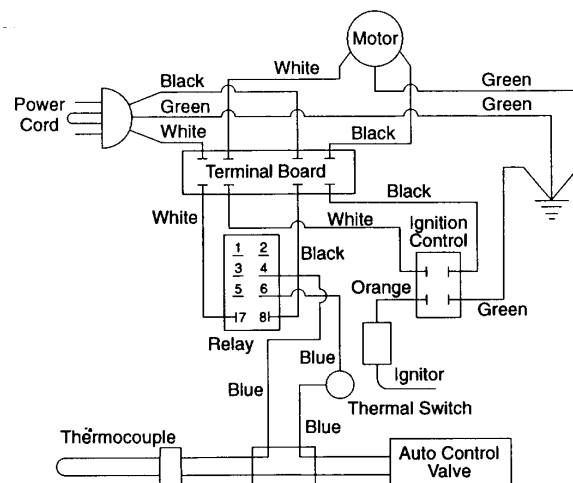 Motor
White
Black
Green
Power
Cord
Green
Green
White
Black
Terminal Board
Black
White
White
Ignition
Control
Black
1 2
3 4
5 6
7 8
Orange
Green
Relay
Blue
Ignitor
Blue
Thermal Switch
Blue
Thermocouple
Auto Control
Valve